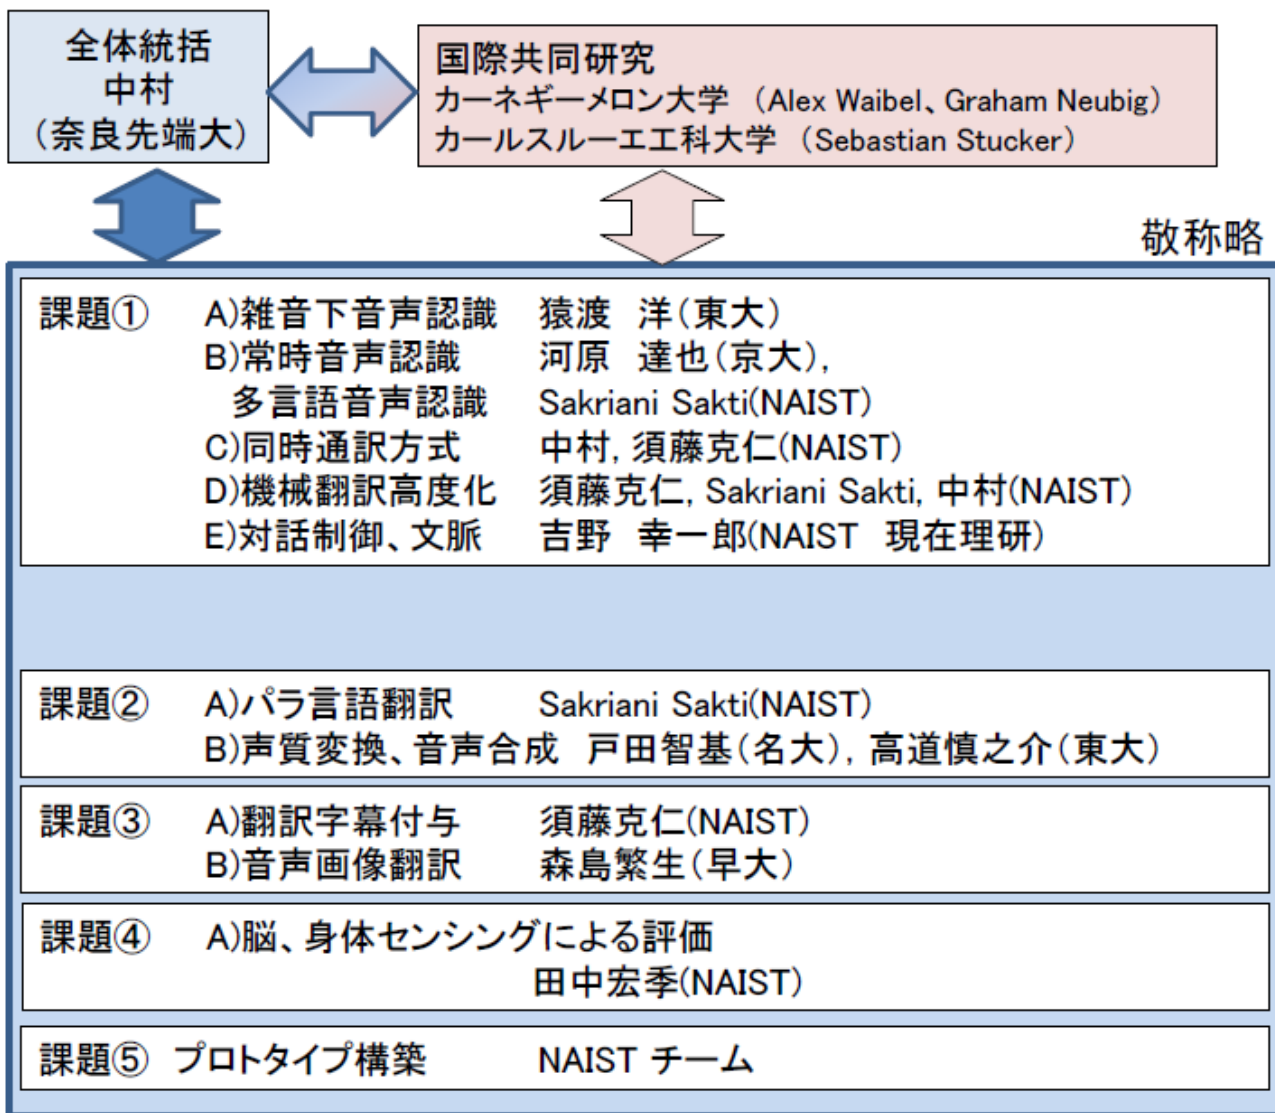 全体統括
中村
（奈良先端大）
国際共同研究
カーネギーメロン大学 （Alex Waibel、Graham Neubig）
カールスルーエ工科大学 （Sebastian Stucker）
敬称略
課題① A)雑音下音声認識 猿渡 洋（東大）
B)常時音声認識 河原 達也（京大）,
多言語音声認識 Sakriani Sakti(NAIST)
C)同時通訳方式 中村, 須藤克仁(NAIST)
D)機械翻訳高度化 須藤克仁, Sakriani Sakti, 中村(NAIST)
E)対話制御、文脈 吉野 幸一郎(NAIST 現在理研)
課題② A)パラ言語翻訳 Sakriani Sakti(NAIST)
B)声質変換、音声合成 戸田智基（名大）, 高道慎之介（東大）
課題③ A)翻訳字幕付与 須藤克仁(NAIST)
B)音声画像翻訳 森島繁生（早大）
課題④ A)脳、身体センシングによる評価
田中宏季(NAIST)
課題⑤ プロトタイプ構築 NAIST チーム